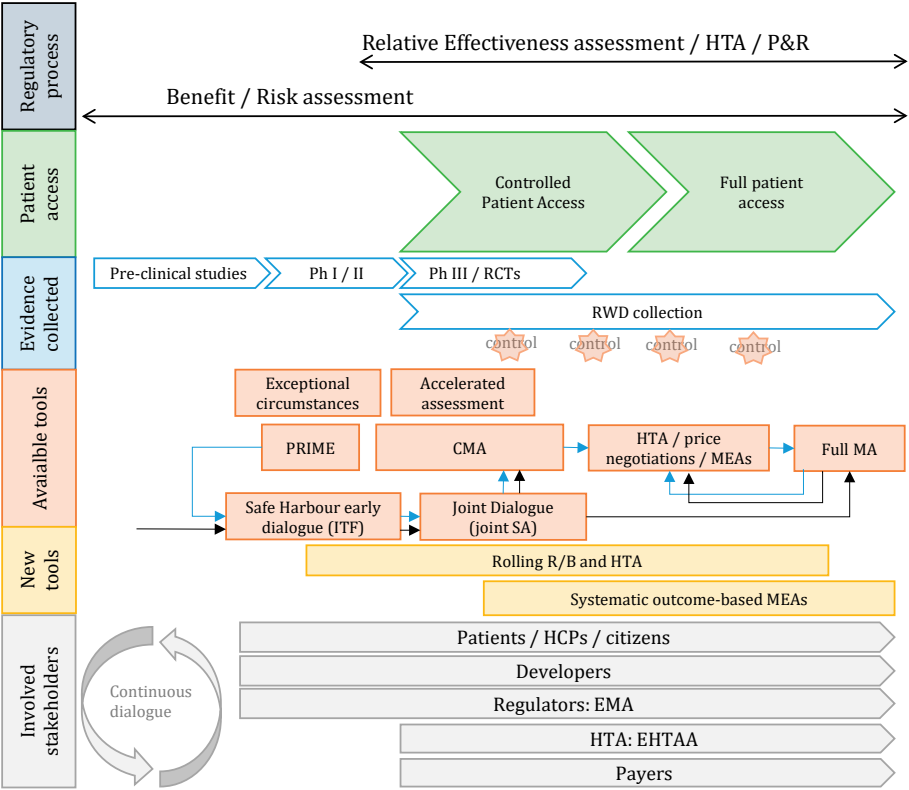 Regulatory
process
Relative Effectiveness assessment / HTA / P&R
Benefit / Risk assessment
Patient
access
Controlled
Patient Access
Full patient
access
Evidence
collected
Pre-clinical studies
Ph I / II
Ph III / RCTs
RWD collection
control
control
control
control
Avaialble tools
Exceptional
circumstances
Accelerated
assessment
PRIME
CMA
HTA / price
negotiations / MEAs
Full MA
Safe Harbour early
dialogue (ITF)
Joint Dialogue
(joint SA)
New
tools
Rolling R/B and HTA
Systematic outcome-based MEAs
Involved
stakeholders
Continuous
dialogue
Patients / HCPs / citizens
Developers
Regulators: EMA
HTA: EHTAA
Payers